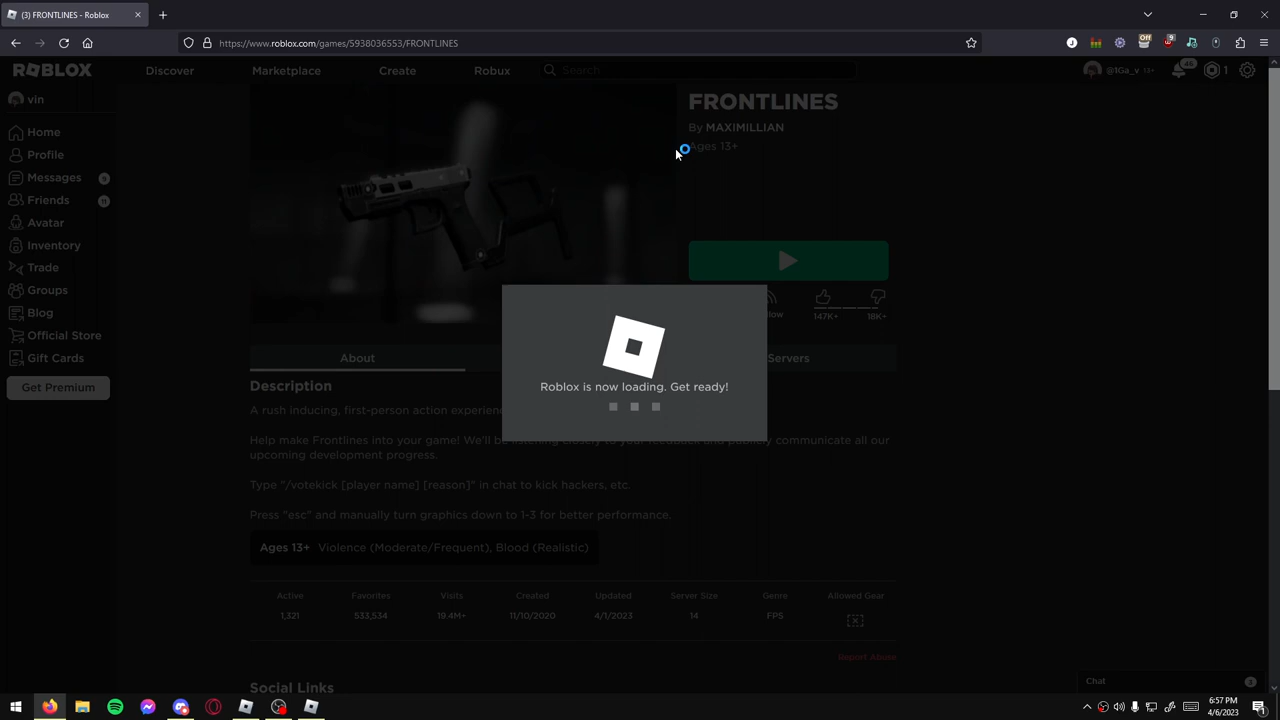 (3) FRONTLINES - Roblox
https://www.roblox.com/games/5938036553/FRONTLINES
J
Off
9
ROBLOX
Discover
Marketplace
Create
Robux
Search
@1Ga_v 13+
1
vin
Home
Profile
Messages
Friends
Avatar
Inventory
Trade
Groups
Blog
Official Store
Gift Cards
Get Premium
FRONTLINES
By MAXIMILLIAN
Ages 13+
147K+
18K+
About
Servers
Roblox is now loading. Get ready!
Description
A rush inducing, first-person action
Help make Frontlines into your game! We'll be listening closely to your feedback and publicly communicate all our
upcoming development progress.
Type "/votekick [player name] [reason]" in chat to kick hackers, etc.
Press "esc" and manually turn graphics down to 1-3 for better performance.
Ages 13+ Violence (Moderate/Frequent), Blood (Realistic)
Active Favorites Visits Created Updated Server Size Genre Allowed Gear
1,321 533,534 19.4M+ 11/10/2020 4/1/2023 14 FPS
Report Abuse
Social Links
Chat
6:57 PM
4/6/2023